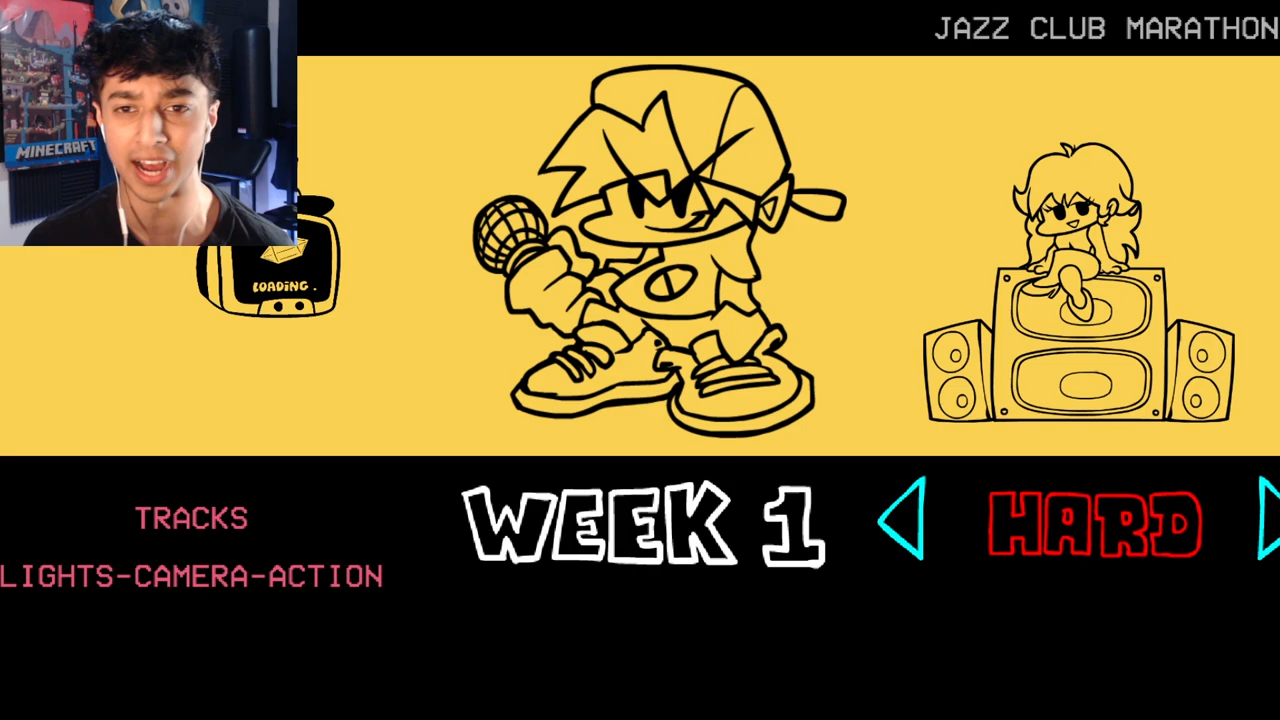 JAZZ CLUB MARATHON
MINECRAFT
LOADING.
WEEK 1
HARD
TRACKS
LIGHTS-CAMERA-ACTION